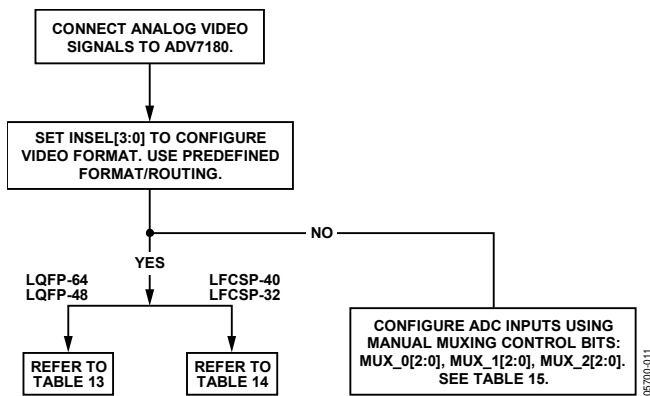 CONNECT ANALOG VIDEO
SIGNALS TO ADV7180.
SET INSEL[3:0] TO CONFIGURE
VIDEO FORMAT. USE PREDEFINED
FORMAT/ROUTING.
NO
YES
LQFP-64
LQFP-48
LFCSP-40
LFCSP-32
REFER TO
TABLE 13
REFER TO
TABLE 14
CONFIGURE ADC INPUTS USING
MANUAL MUXING CONTROL BITS:
MUX_0[2:0], MUX_1[2:0], MUX_2[2:0].
SEE TABLE 15.
05700-011